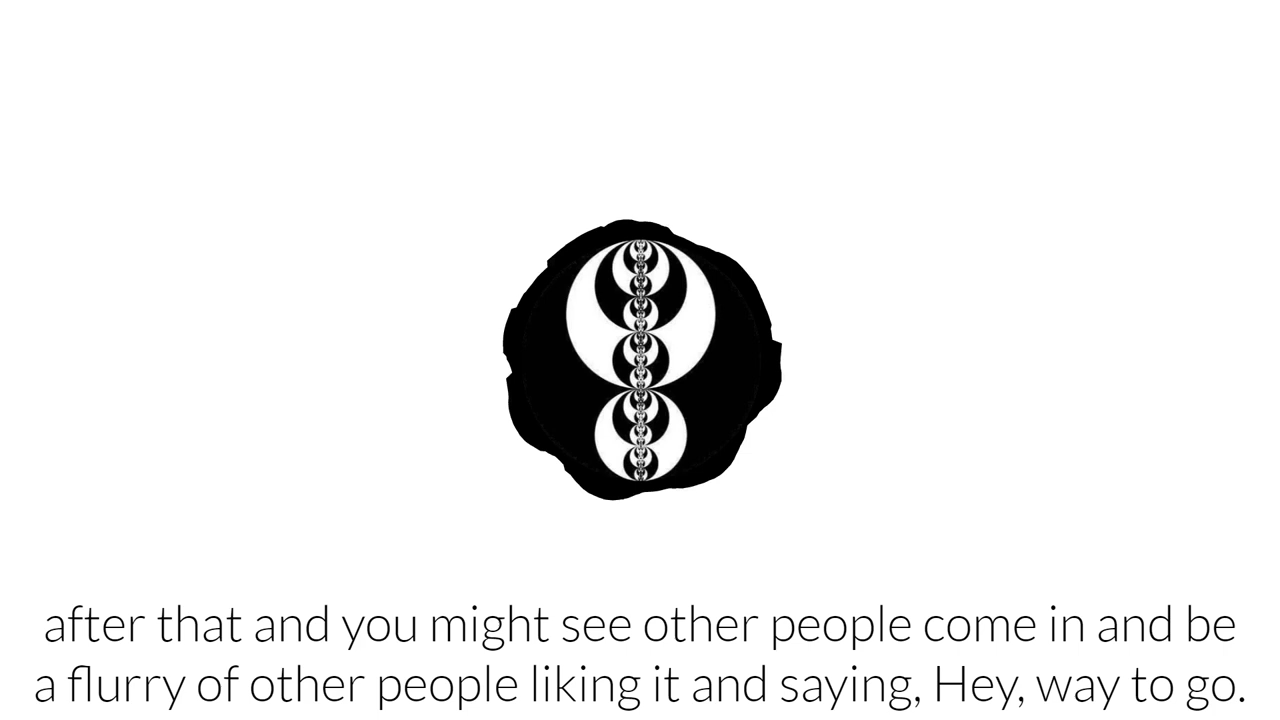 after that and you might see other people come in and be
a flurry of other people liking it and saying, Hey, way to go.